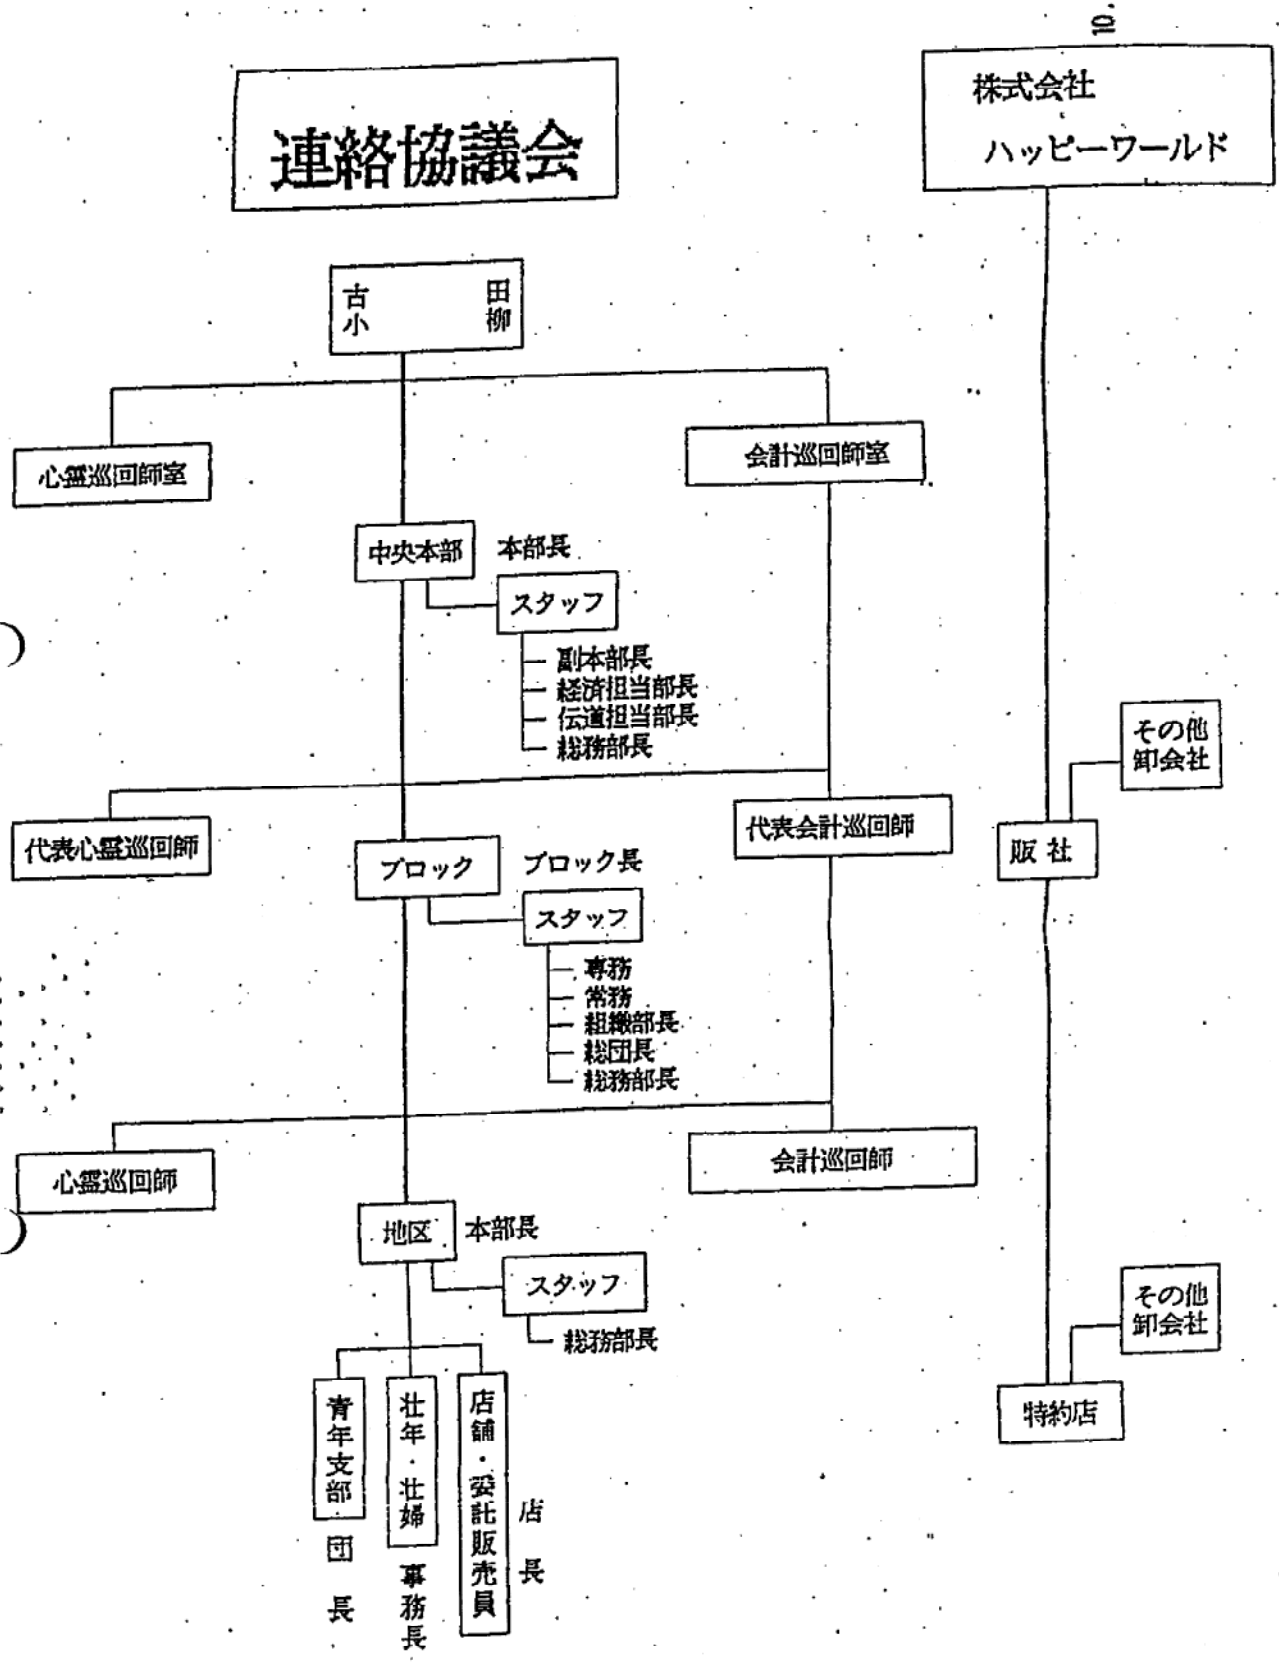 10.
連絡協議会
株式会社
ハッピーワールド
古田
小柳
心霊巡回師室
会計巡回師室
中央本部
本部長
スタッフ
副本部長
経済担当部長
伝道担当部長
総務部長
その他
卸会社
代表心霊巡回師
代表会計巡回師
販社
ブロック
ブロック長
スタッフ
専務
常務
組織部長
総団長
総務部長
心霊巡回師
会計巡回師
地区
本部長
スタッフ
総務部長
その他
卸会社
特約店
青年支部
団長
壮年・壮婦
事務長
店舗・委託販売員
店長